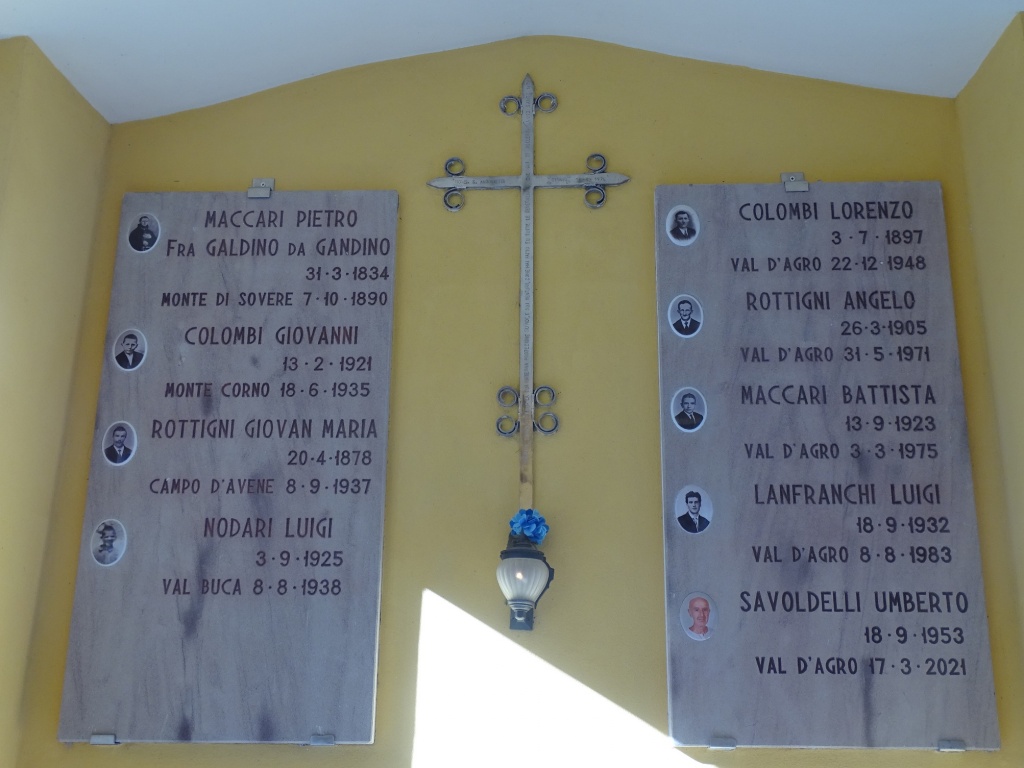 MACCARI PIETRO
FRA GALDINO DA GANDINO
31·3·1834
MONTE DI SOVERE 7·10·1890
COLOMBI GIOVANNI
13·2·1921
MONTE CORNO 18·6·1935
ROTTIGNI GIOVAN MARIA
20·4·1878
CAMPO D'AVENE 8·9·1937
NODARI LUIGI
3·9·1925
VAL BUCA 8·8·1938
COLOMBI LORENZO
3·7·1897
VAL D'AGRO 22·12·1948
ROTTIGNI ANGELO
26·3·1905
VAL D'AGRO 31·5·1971
MACCARI BATTISTA
13·9·1923
VAL D'AGRO 3·3·1975
LANFRANCHI LUIGI
18·9·1932
VAL D'AGRO 8·8·1983
SAVOLDELLI UMBERTO
18·9·1953
VAL D'AGRO 17·3·2021